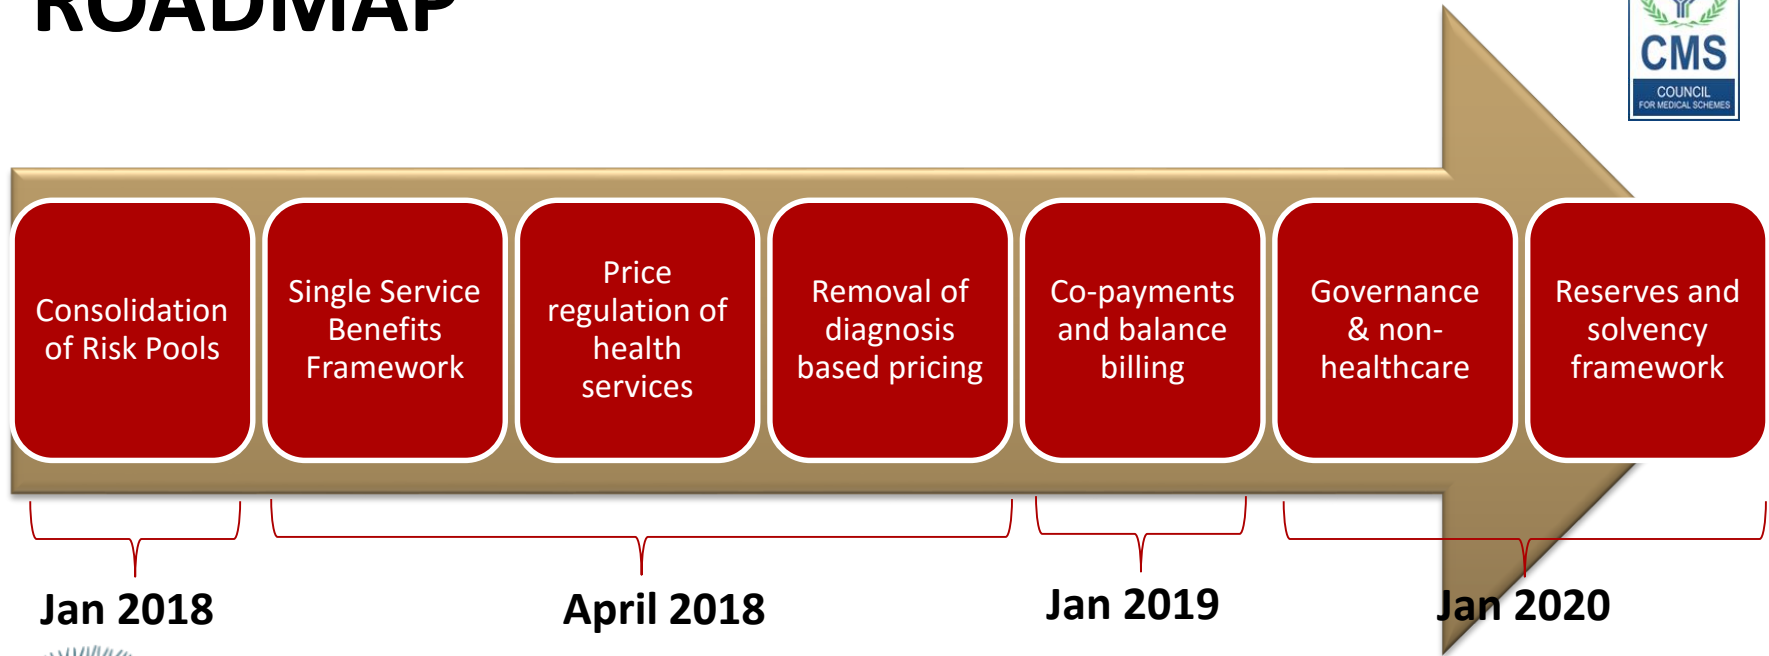 ROADMAP
CMS
COUNCIL
FOR MEDICAL SCHEMES
Consolidation
of Risk Pools
Single Service
Benefits
Framework
Price
regulation of
health
services
Removal of
diagnosis
based pricing
Co-payments
and balance
billing
Governance
& non-
healthcare
Reserves and
solvency
framework
Jan 2018
April 2018
Jan 2019
Jan 2020